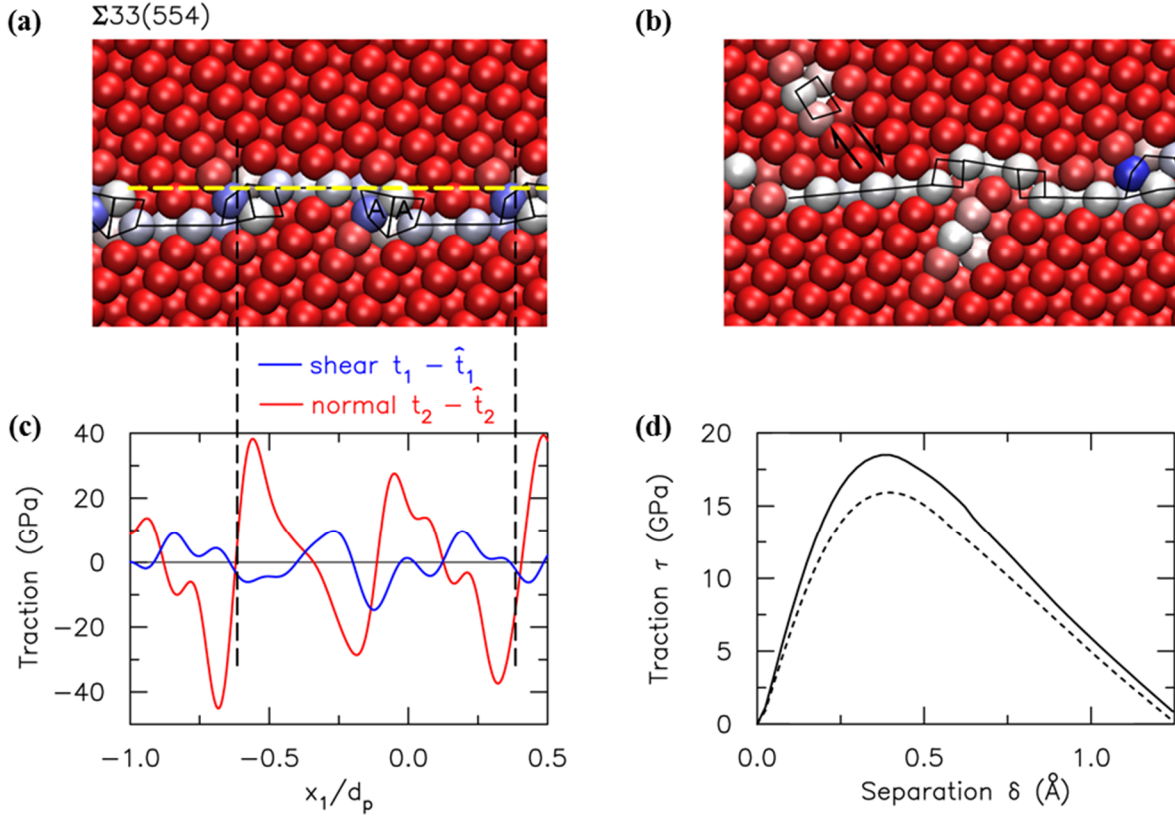 (a)
Σ33(554)
(b)
A A
shear t₁ – t̂₁
normal t₂ – t̂₂
(c)
40
20
0
−20
−40
Traction (GPa)
−1.0 −0.5 0.0 0.5
x₁/dₚ
(d)
20
15
10
5
0
Traction τ (GPa)
0.0 0.5 1.0
Separation δ (Å)